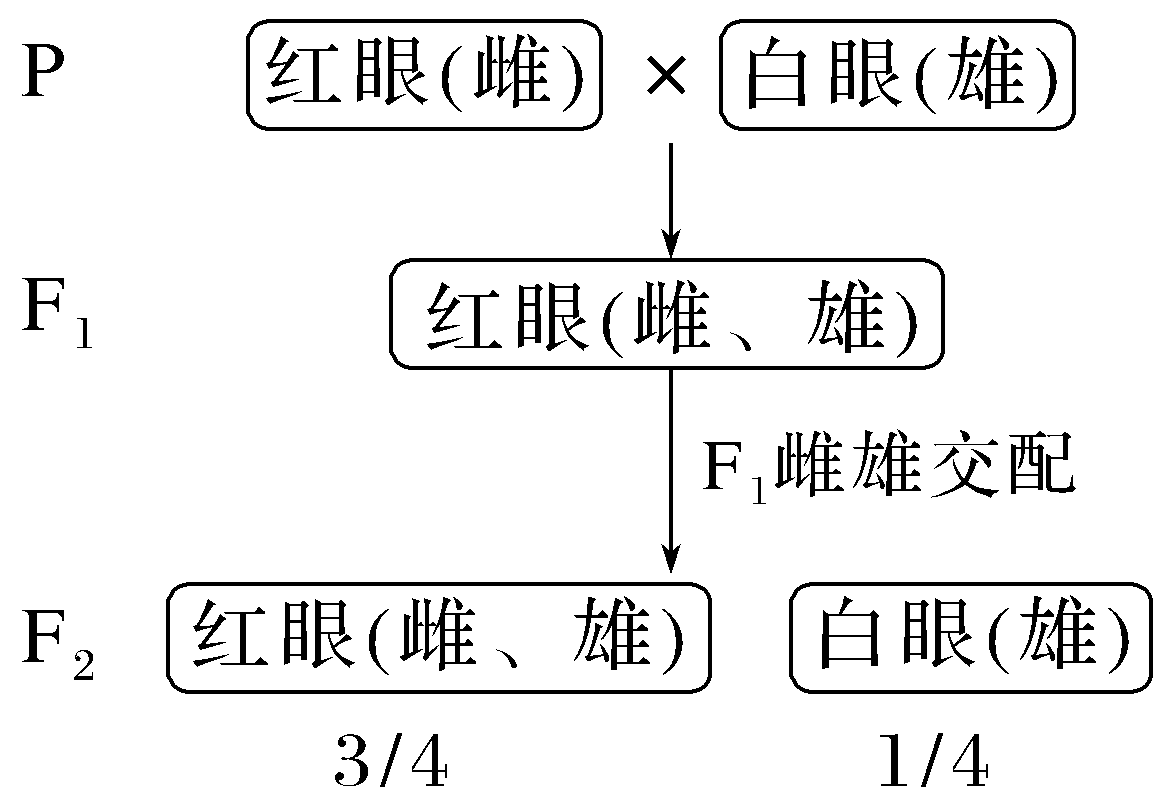 P 红眼(雌) × 白眼(雄)
F₁ 红眼(雌、雄)
F₁雌雄交配
F₂ 红眼(雌、雄) 白眼(雄)
3/4 1/4